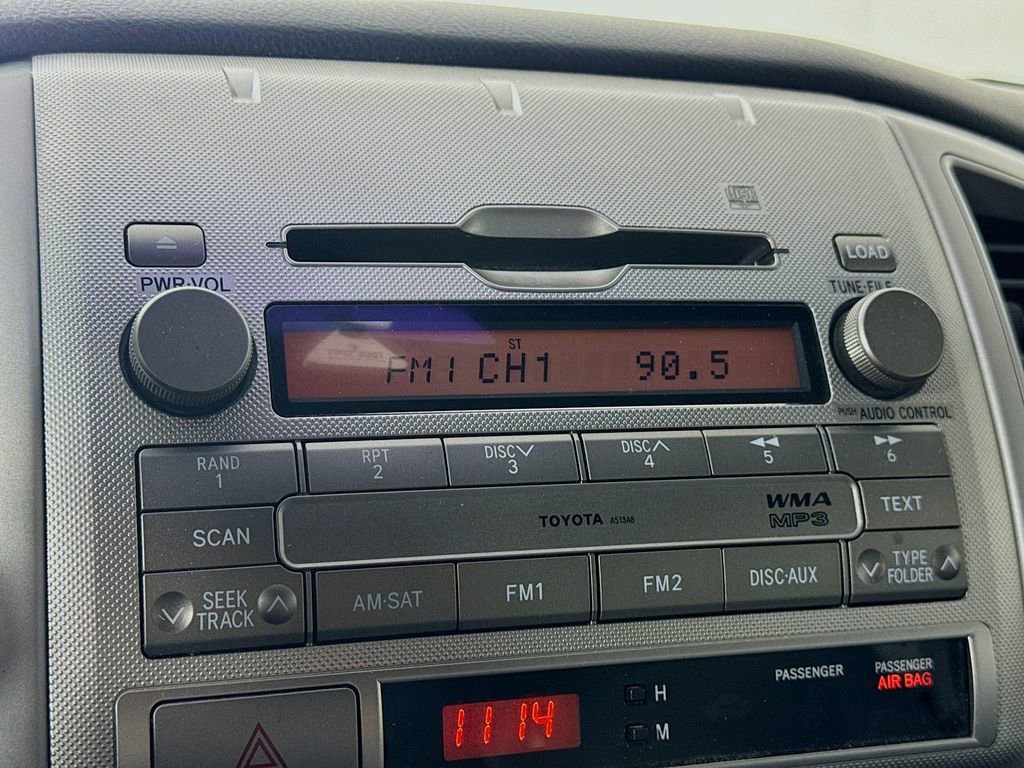 LOAD
PWR·VOL
TUNE·FILE
ST
FM1 CH1 90.5
PUSH AUDIO CONTROL
RAND
1
RPT
2
DISC
3
DISC
4
5
6
SCAN
TOYOTA A518A8
WMA
MP3
TEXT
SEEK
TRACK
AM·SAT
FM1
FM2
DISC·AUX
TYPE
FOLDER
11 14
H
M
PASSENGER
PASSENGER
AIR BAG